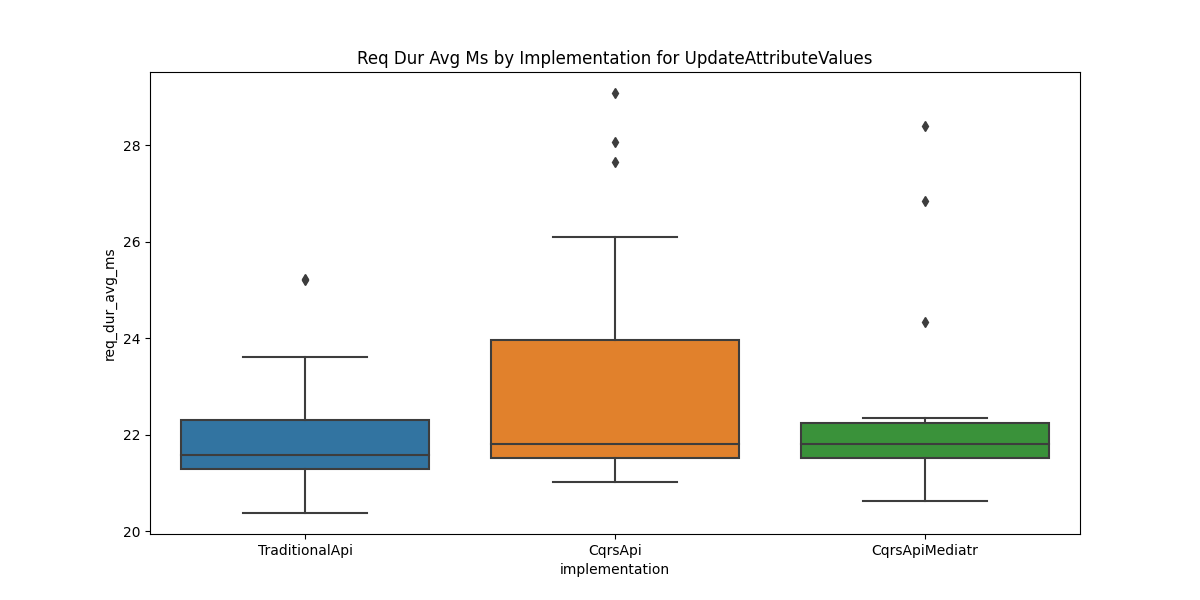 Req Dur Avg Ms by Implementation for UpdateAttributeValues
req_dur_avg_ms
28
26
24
22
20
TraditionalApi
CqrsApi
CqrsApiMediatr
implementation